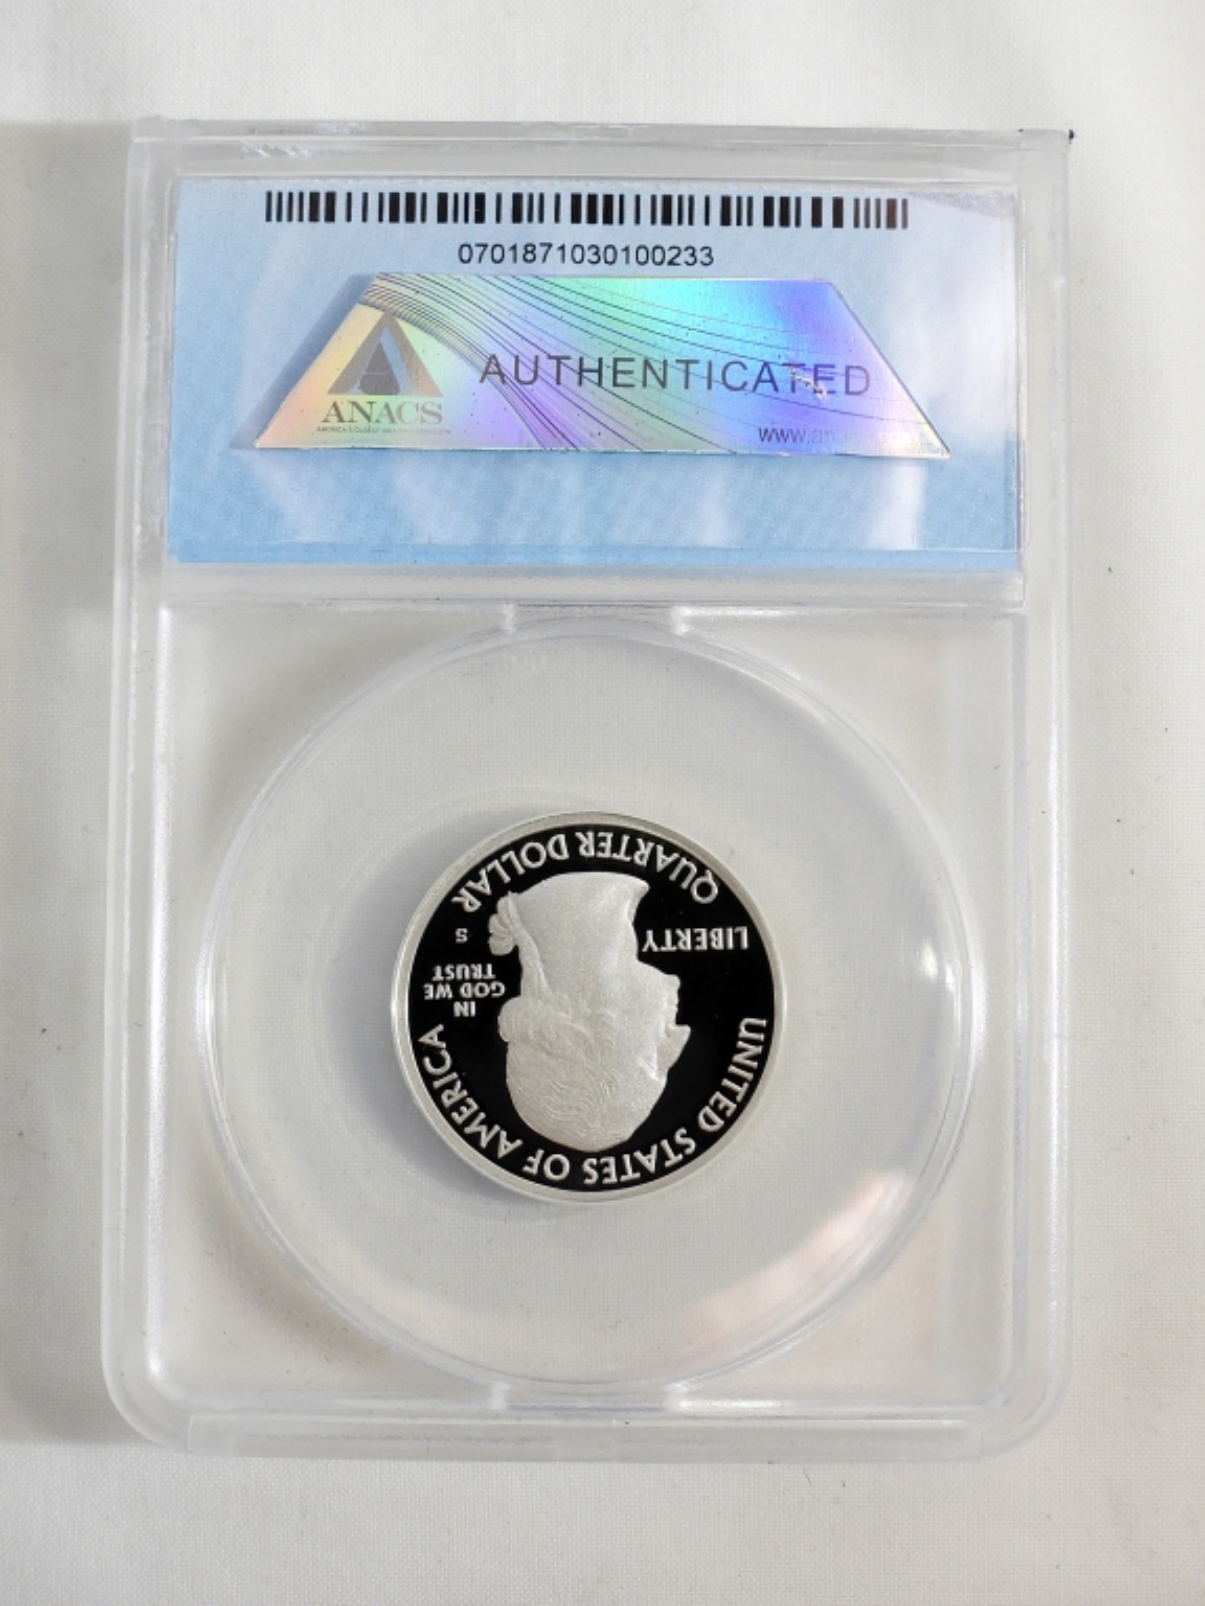 0701871030100233
AUTHENTICATED
ANACS
UNITED STATES OF AMERICA
LIBERTY
IN
GOD WE
TRUST
S
QUARTER DOLLAR